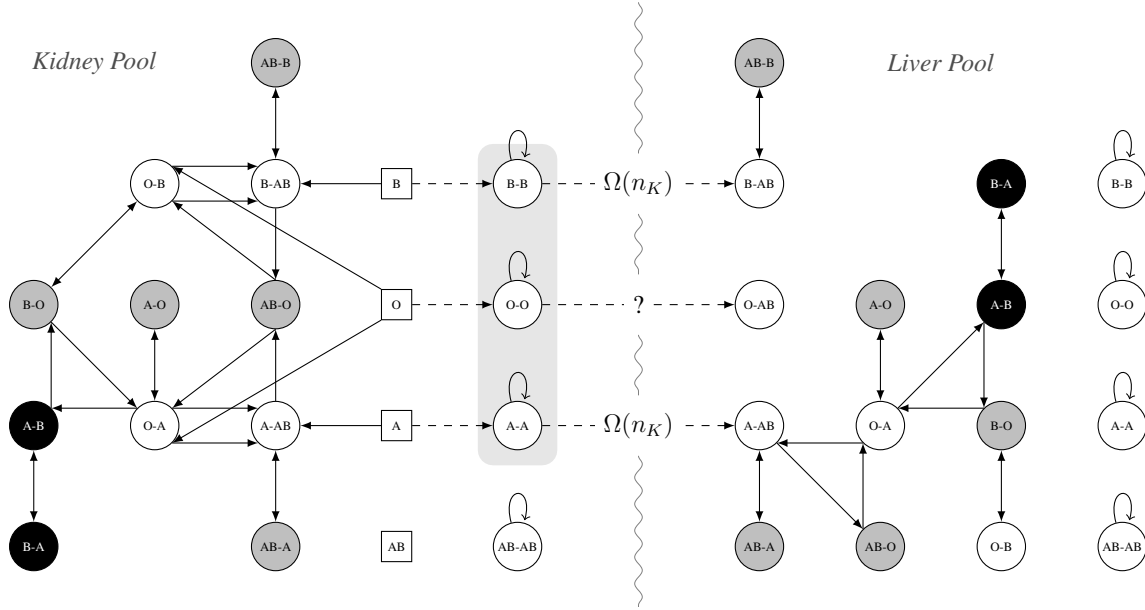 AB-B
AB-B
Kidney Pool
Liver Pool
O-B
B-AB
B
B-B
Ω(n_K)
B-AB
B-A
B-B
B-O
A-O
AB-O
O
O-O
?
O-AB
A-O
A-B
O-O
A-B
O-A
A-AB
A
A-A
Ω(n_K)
A-AB
O-A
B-O
A-A
B-A
AB-A
AB
AB-AB
AB-A
AB-O
O-B
AB-AB